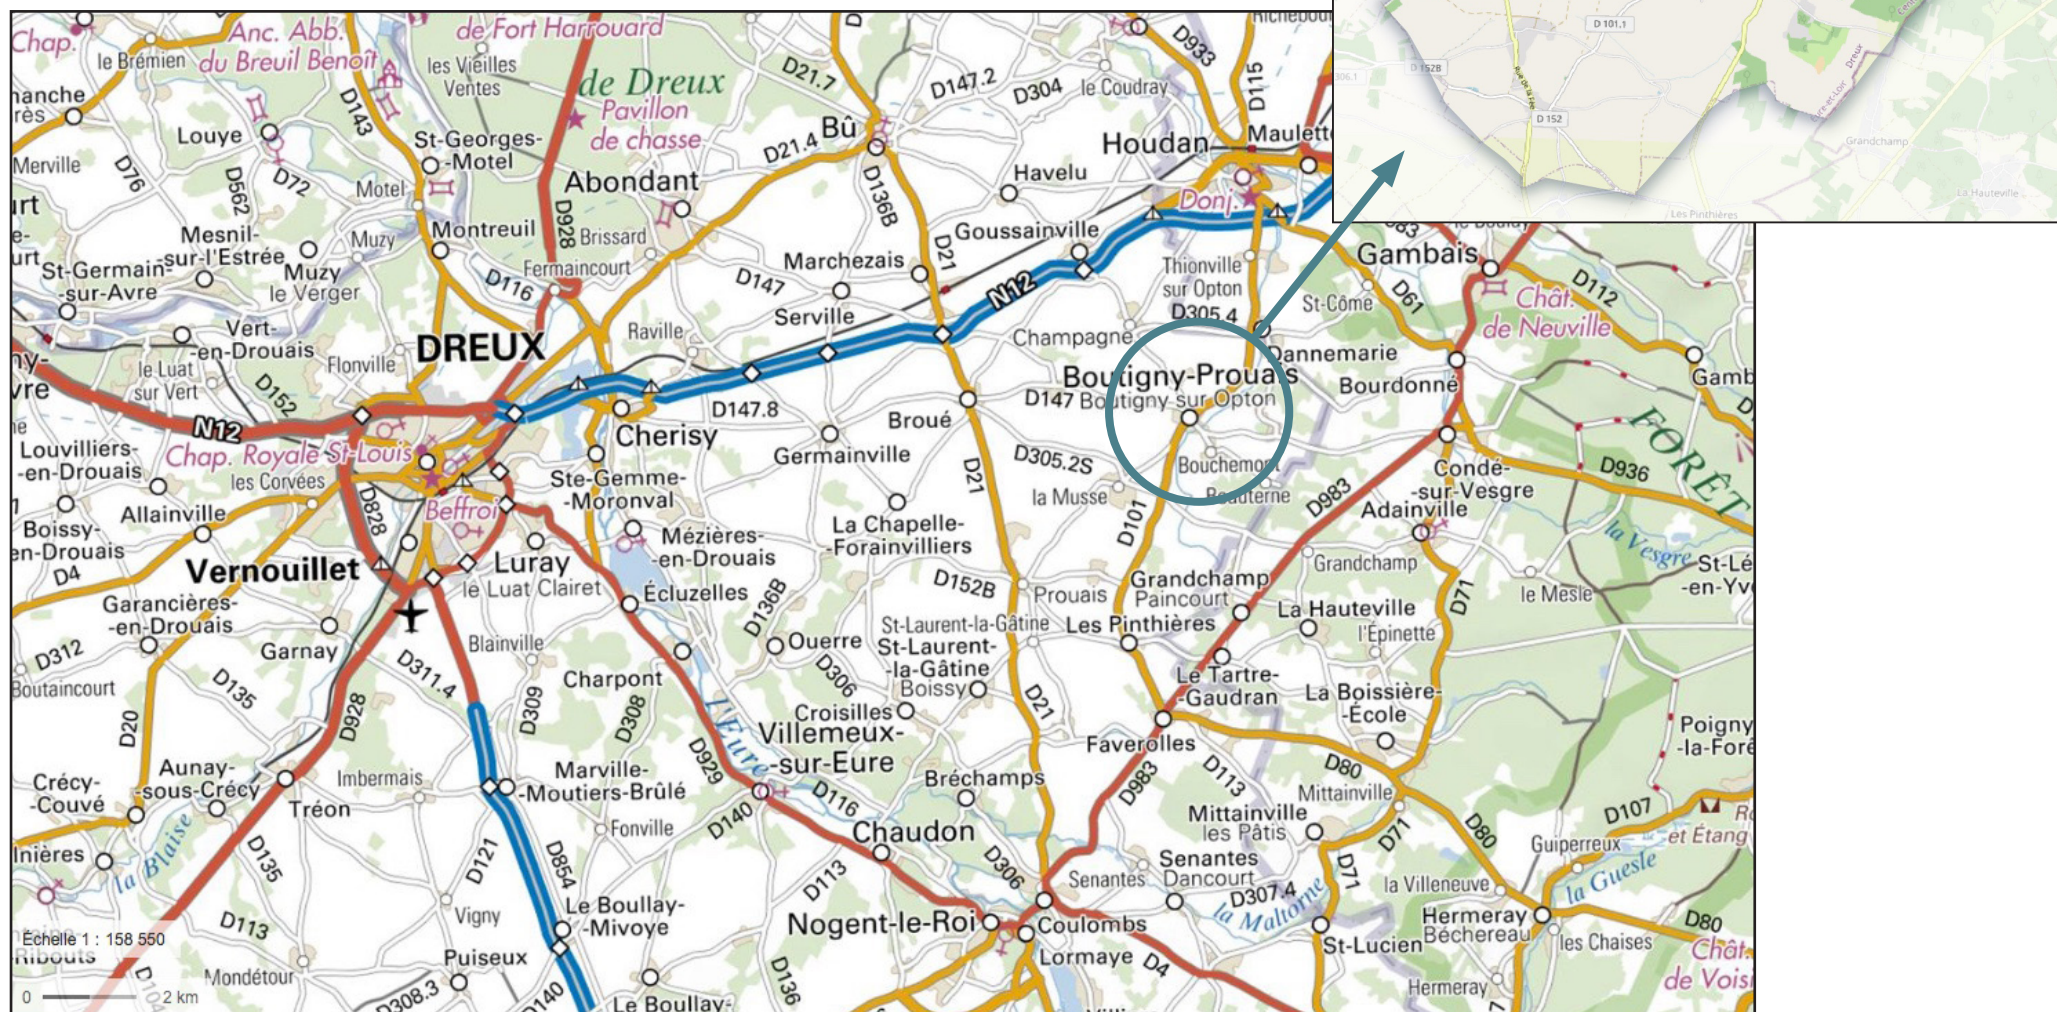 Chap.
le Brémien
Anc. Abb.
du Breuil Benoît
de Fort Harrouard
les Vieilles
Ventes
de Dreux
Pavillon
de chasse
D21.7
D147.2
D304
le Coudray
D933
D115
Louye
D143
St-Georges-
-Motel
Bû
D21.4
Houdan
Maulette
Merville
D76
D562
D72
Motel
Abondant
D136B
Havelu
Donj.
Mesnil-
-sur-l'Estrée
Muzy
Montreuil
D928
Brissard
D21
Goussainville
St-Germain-
-sur-Avre
Muzy
le Verger
D116
Fermaincourt
D147
Marchezais
Serville
N12
Thionville
sur Opton
St-Côme
D61
Gambais
Chât.
de Neuville
D112
Vert-
-en-Drouais
Flonville
DREUX
Raville
Champagne
D305.4
Dannemarie
le Luat
sur Vert
D152
N12
D147.8
Broué
D147
Boutigny-Prouais
Boutigny sur Opton
Bourdonné
Louvilliers-
-en-Drouais
Chap. Royale St-Louis
les Corvées
Cherisy
Germainville
D305.2S
Bouchemont
Beauterne
la Musse
D983
Condé-
-sur-Vesgre
D936
FORÊT
Boissy-
en-Drouais
Allainville
D828
Beffroi
Ste-Gemme-
-Moronval
Mézières-
-en-Drouais
La Chapelle-
-Forainvilliers
D21
D101
Adainville
la Vesgre
D4
Vernouillet
Luray
le Luat Clairet
Écluzelles
D136B
D152B
Prouais
Grandchamp
Paincourt
Grandchamp
le Mesle
St-Lé
-en-Yv
Garancières-
-en-Drouais
Garnay
Blainville
Ouerre
St-Laurent-la-Gâtine
St-Laurent-
-la-Gâtine
Boissy
Les Pinthières
La Hauteville
l'Épinette
D71
D312
Boutaincourt
D135
D311.4
D309
Charpont
D308
D306
Croisilles
D21
Le Tartre-
-Gaudran
La Boissière-
-École
D20
D928
l'Eure
Villemeux-
-sur-Eure
Faverolles
Poigny
-la-Forê
Crécy-
-Couvé
Aunay-
-sous-Crécy
Tréon
Imbermais
Marville-
-Moutiers-Brûlé
D929
D116
Bréchamps
D983
D113
D80
Mittainville
Mittainville
les Pâtis
D107
la Blaise
D135
Fonville
D140
Chaudon
D306
D71
D80
Guiperreux
et Étang
D121
D854
D113
Senantes
Senantes
Dancourt
D71
la Villeneuve
la Guesle
D113
Vigny
Le Boullay-
-Mivoye
Nogent-le-Roi
Coulombs
D307.4
la Maltorne
Hermeray
Béchereau
D80
les Chaises
Échelle 1 : 158 550
Ribouts
0
2 km
Mondétour
Puiseux
D308.3
D140
Le Boullay-
D136
Lormaye
D4
St-Lucien
Hermeray
Chât.
de Voisi
D 101.1
D 152B
306.1
Rue de la Fée
D 152
Dreux
Grandchamp
La Hauteville
Les Pinthières